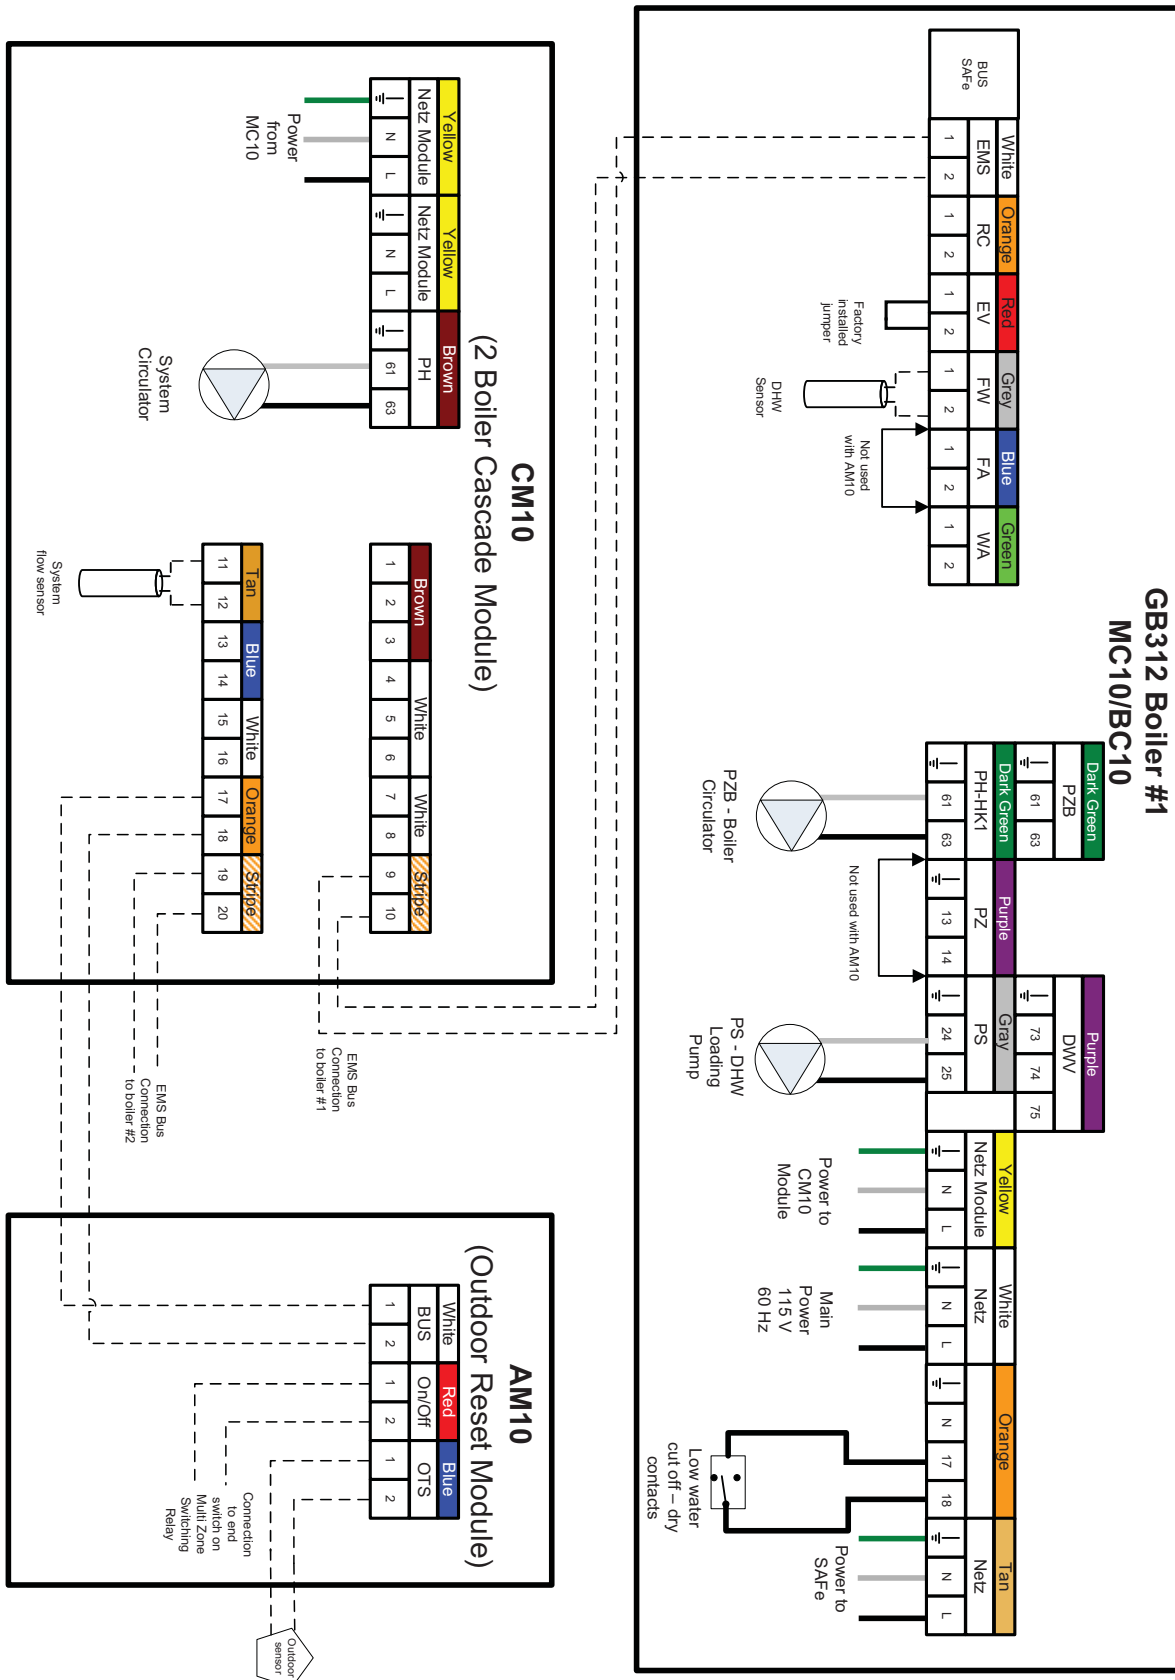 GB312 Boiler #1
MC10/BC10
BUS
SAFe
White
Orange
Red
Grey
Blue
Green
EMS
RC
EV
FW
FA
WA
1
2
1
2
1
2
1
2
1
2
1
2
Factory
installed
jumper
DHW
Sensor
Not used
with AM10
Dark Green
PZB
61
63
Dark Green
PH-HK1
61
63
Purple
PZ
13
14
Purple
DWV
73
74
75
Gray
PS
24
25
Yellow
Netz Module
N
L
White
Netz
N
L
Orange
N
17
18
Tan
Netz
N
L
PZB - Boiler
Circulator
Not used with AM10
PS - DHW
Loading
Pump
Power to
CM10
Module
Main
Power
115 V
60 Hz
Low water
cut off – dry
contacts
Power to
SAFe
CM10
(2 Boiler Cascade Module)
Yellow
Yellow
Brown
Netz Module
Netz Module
PH
N
L
N
L
61
63
Power
from
MC10
System
Circulator
Brown
White
White
Stripe
1
2
3
4
5
6
7
8
9
10
Tan
Blue
White
Orange
Stripe
11
12
13
14
15
16
17
18
19
20
System
flow sensor
EMS Bus
Connection
to boiler #1
EMS Bus
Connection
to boiler #2
AM10
(Outdoor Reset Module)
White
Red
Blue
BUS
On/Off
OTS
1
2
1
2
1
2
Connection
to end
switch on
Multi Zone
Switching
Relay
Outdoor
sensor